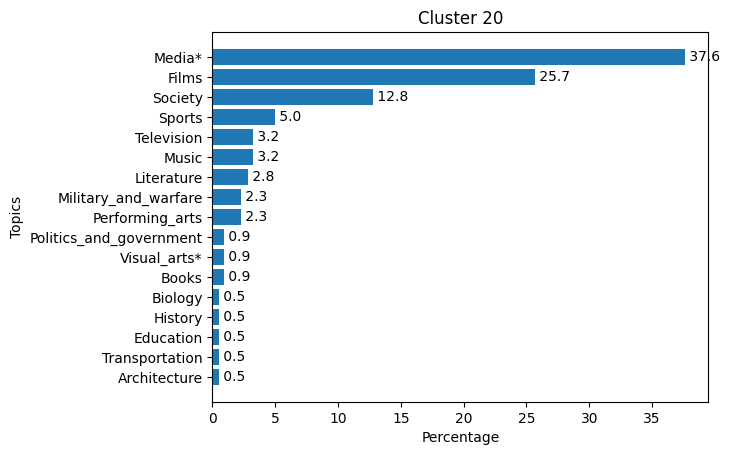 Cluster 20
Media* 37.6
Films 25.7
Society 12.8
Sports 5.0
Television 3.2
Music 3.2
Literature 2.8
Military_and_warfare 2.3
Performing_arts 2.3
Politics_and_government 0.9
Visual_arts* 0.9
Books 0.9
Biology 0.5
History 0.5
Education 0.5
Transportation 0.5
Architecture 0.5
Topics
0 5 10 15 20 25 30 35
Percentage